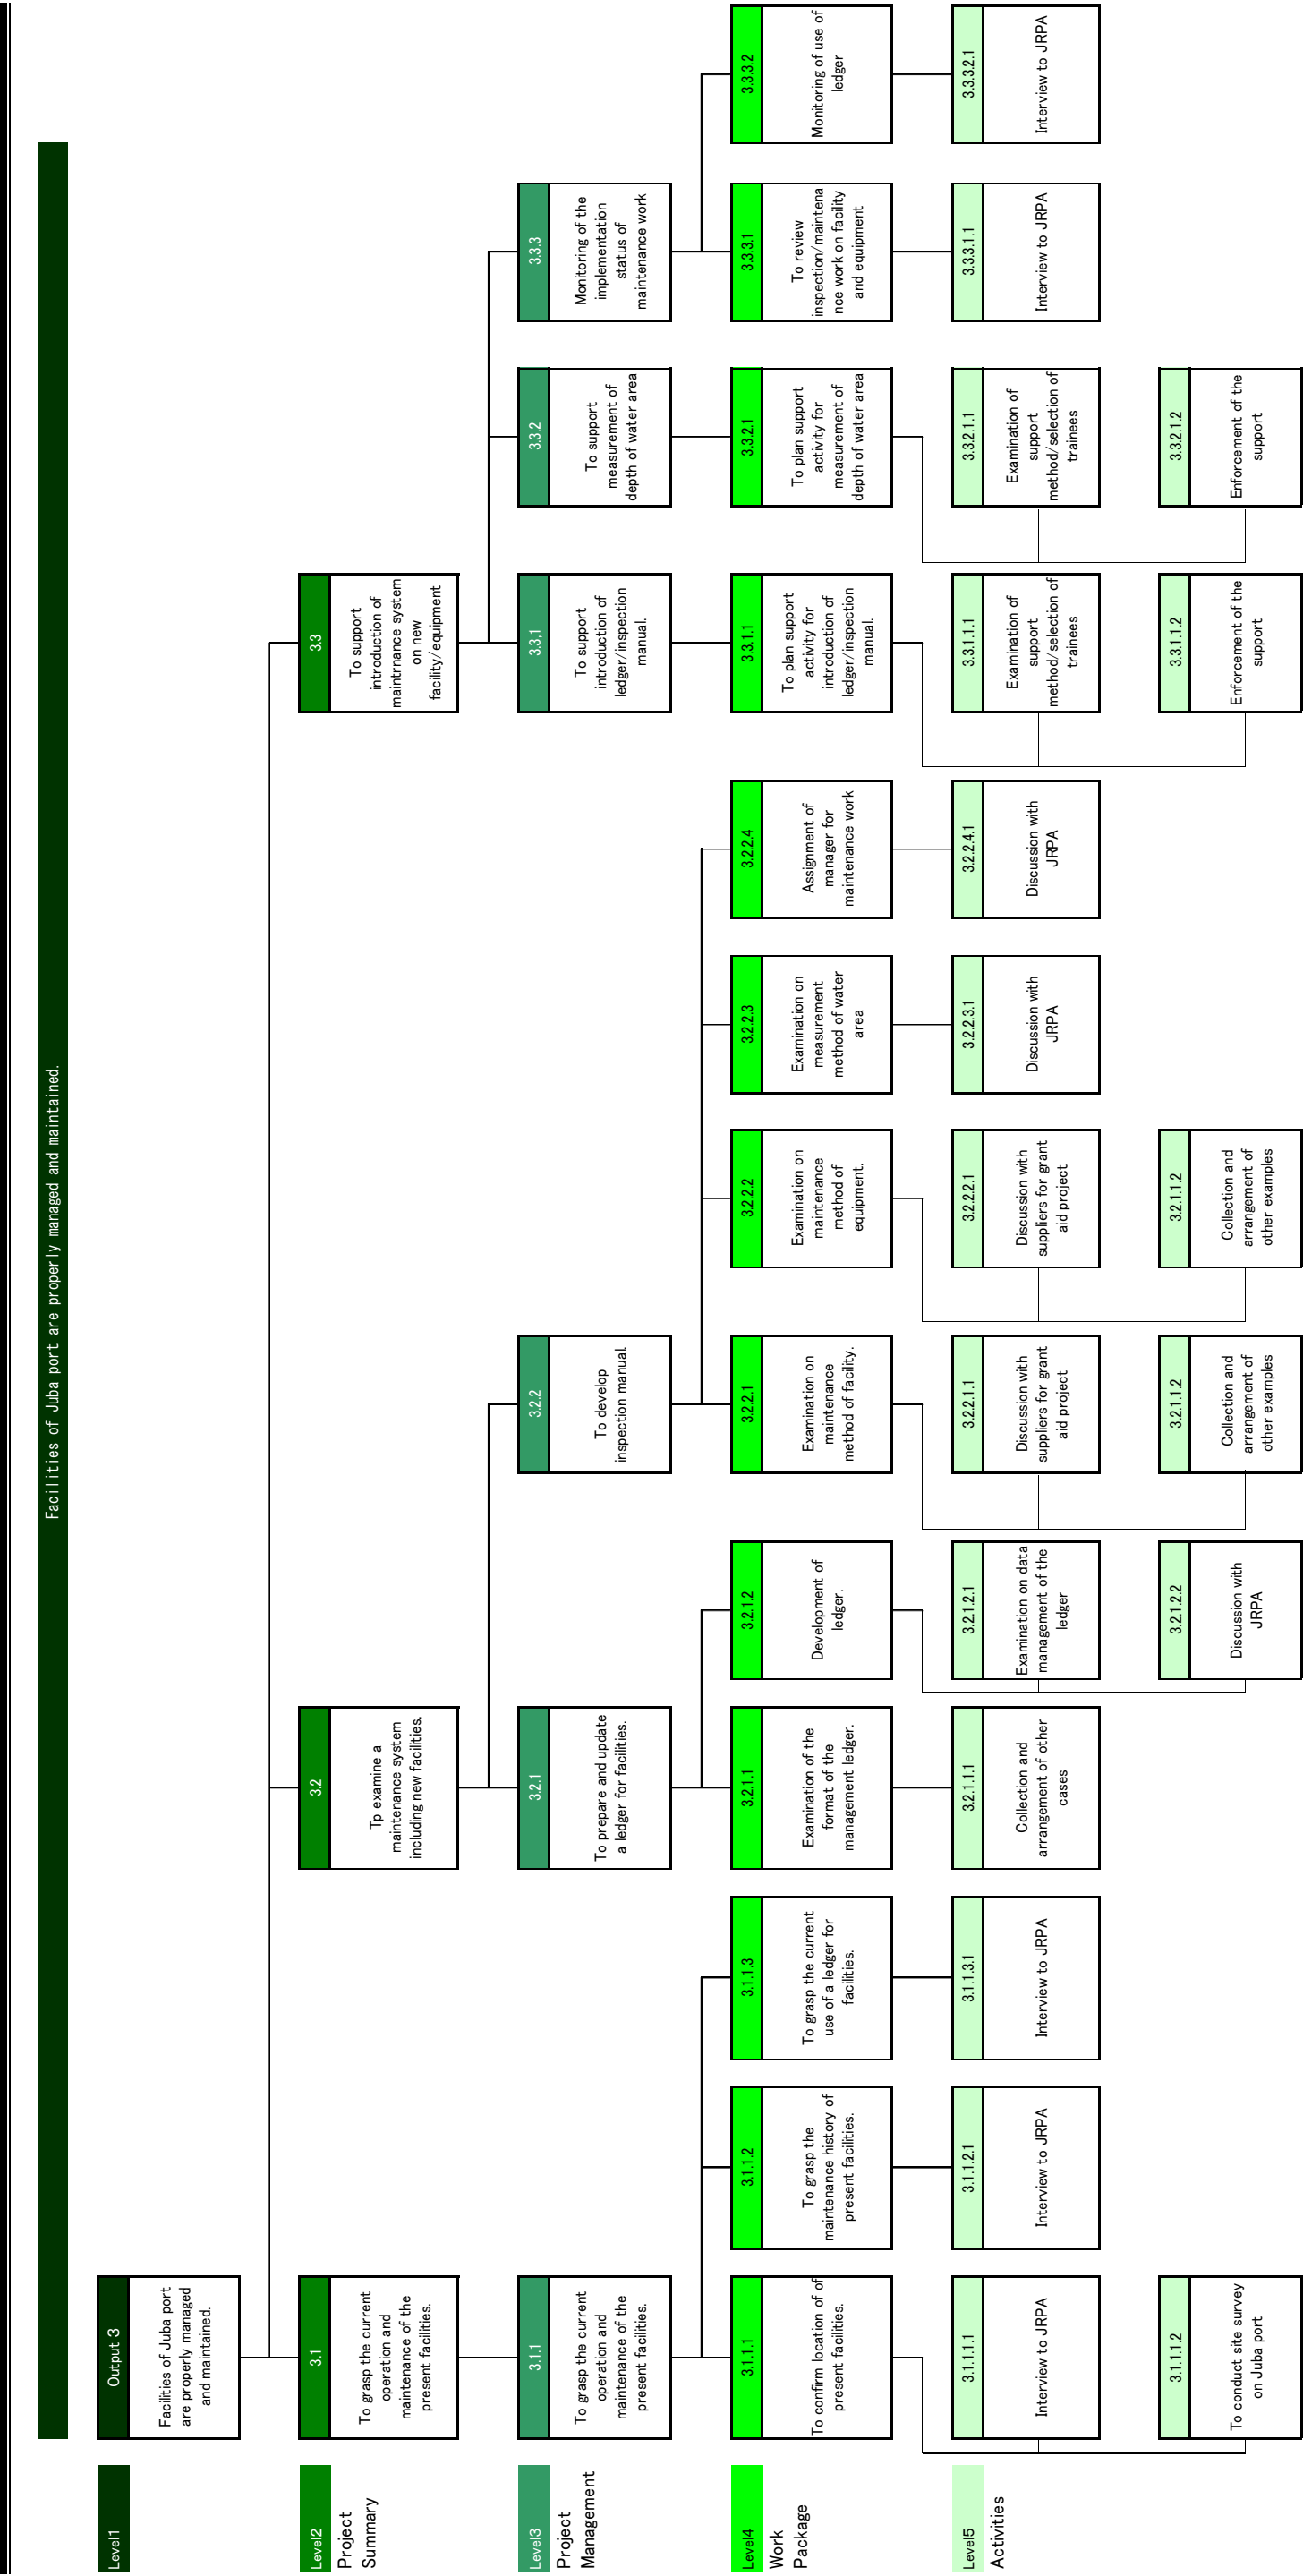 Facilities of Juba port are properly managed and maintained.
Level1
Output 3
Facilities of Juba port
are properly managed
and maintained.
Level2
Project
Summary
3.1
To grasp the current
operation and
maintenance of the
present facilities.
3.2
Tp examine a
maintenance system
including new facilities.
3.3
To support
introduction of
maintrnance system
on new
facility/equipment
Level3
Project
Management
3.1.1
To grasp the current
operation and
maintenance of the
present facilities.
3.2.1
To prepare and update
a ledger for facilities.
3.2.2
To develop
inspection manual.
3.3.1
To support
introduction of
ledger/inspection
manual.
3.3.2
To support
measurement of
depth of water area
3.3.3
Monitoring of the
implementation
status of
maintenance work
Level4
Work
Package
3.1.1.1
To confirm location of of
present facilities.
3.1.1.2
To grasp the
maintenance history of
present facilities.
3.1.1.3
To grasp the current
use of a ledger for
facilities.
3.2.1.1
Examination of the
format of the
management ledger.
3.2.1.2
Development of
ledger.
3.2.2.1
Examination on
maintenance
method of facility.
3.2.2.2
Examination on
maintenance
method of
equipment.
3.2.2.3
Examination on
measurement
method of water
area
3.2.2.4
Assignment of
manager for
maintenance work
3.3.1.1
To plan support
activity for
introduction of
ledger/inspection
manual.
3.3.2.1
To plan support
activity for
measurement of
depth of water area
3.3.3.1
To review
inspection/maintena
nce work on facility
and equipment
3.3.3.2
Monitoring of use of
ledger
Level5
Activities
3.1.1.1.1
Interview to JRPA
3.1.1.2.1
Interview to JRPA
3.1.1.3.1
Interview to JRPA
3.2.1.1.1
Collection and
arrangement of other
cases
3.2.1.2.1
Examination on data
management of the
ledger
3.2.2.1.1
Discussion with
suppliers for grant
aid project
3.2.2.2.1
Discussion with
suppliers for grant
aid project
3.2.2.3.1
Discussion with
JRPA
3.2.2.4.1
Discussion with
JRPA
3.3.1.1.1
Examination of
support
method/selection of
trainees
3.3.2.1.1
Examination of
support
method/selection of
trainees
3.3.3.1.1
Interview to JRPA
3.3.3.2.1
Interview to JRPA
3.1.1.1.2
To conduct site survey
on Juba port
3.2.1.2.2
Discussion with
JRPA
3.2.1.1.2
Collection and
arrangement of
other examples
3.2.1.1.2
Collection and
arrangement of
other examples
3.3.1.1.2
Enforcement of the
support
3.3.2.1.2
Enforcement of the
support